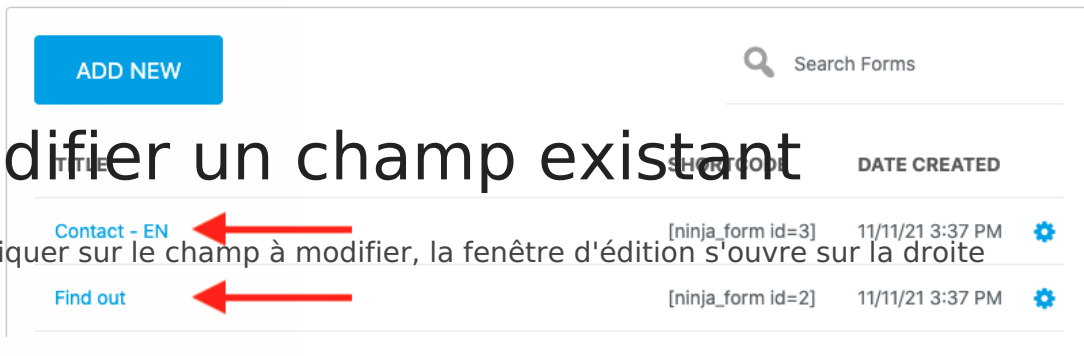 ADD NEW
Search Forms
difier un champ existant
TITLE SHORTCODE DATE CREATED
Contact - EN [ninja_form id=3] 11/11/21 3:37 PM
iquer sur le champ à modifier, la fenêtre d'édition s'ouvre sur la droite
Find out [ninja_form id=2] 11/11/21 3:37 PM